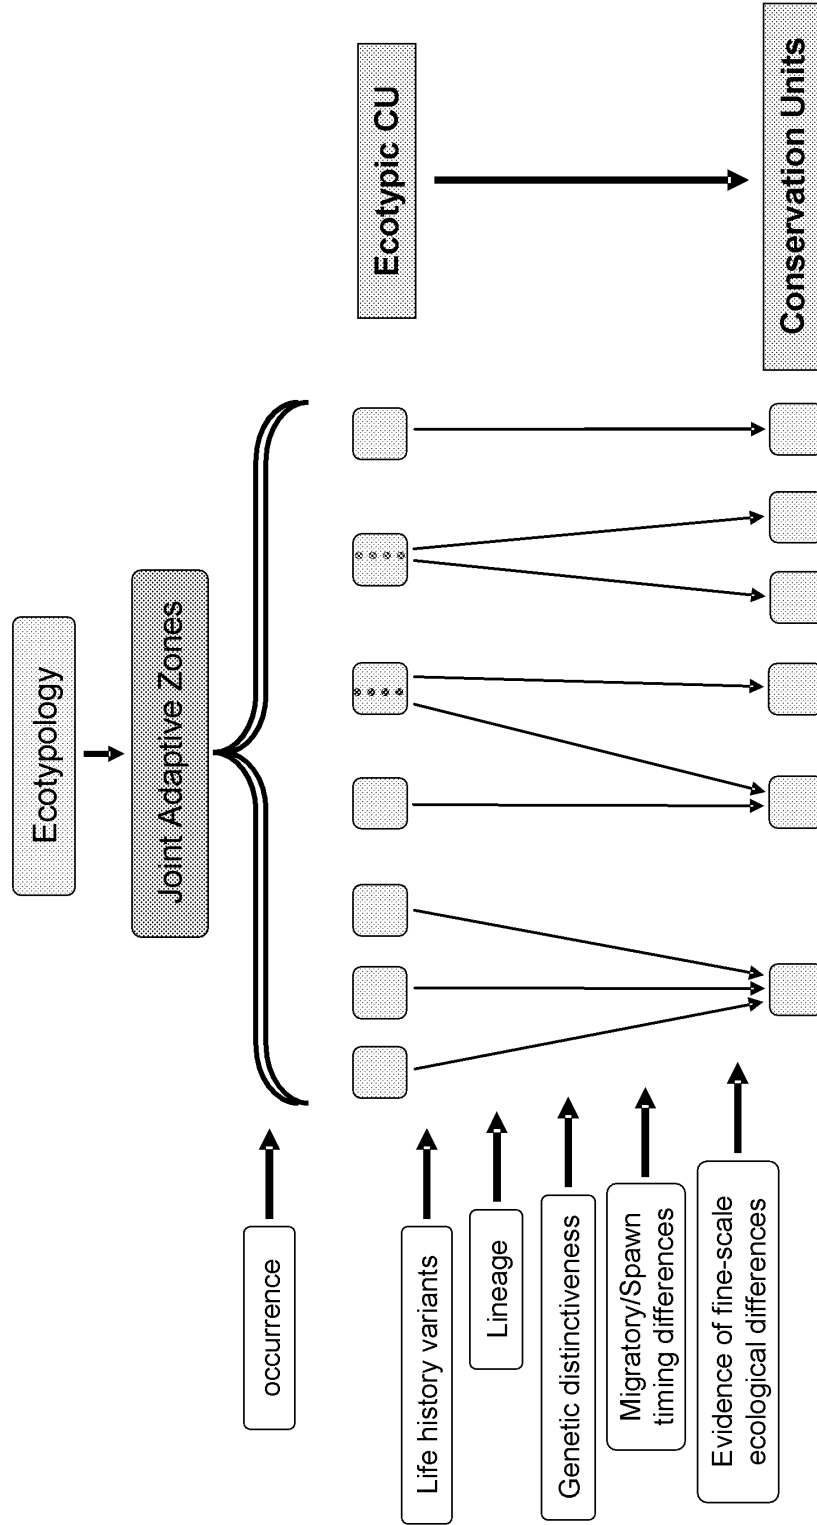 Ecotypology
Joint Adaptive Zones
occurrence
Ecotypic CU
Life history variants
Lineage
Genetic distinctiveness
Migratory/Spawn
timing differences
Evidence of fine-scale
ecological differences
Conservation Units